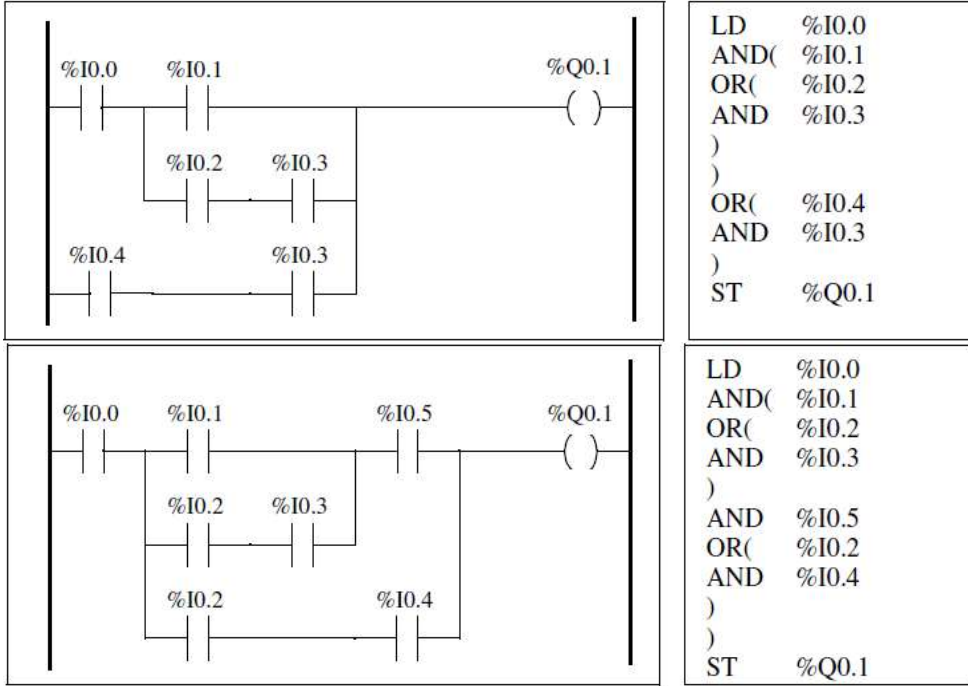 %I0.0 %I0.1 %Q0.1
%I0.2 %I0.3
%I0.4 %I0.3
LD %I0.0
AND( %I0.1
OR( %I0.2
AND %I0.3
)
)
OR( %I0.4
AND %I0.3
)
ST %Q0.1
%I0.0 %I0.1 %I0.5 %Q0.1
%I0.2 %I0.3
%I0.2 %I0.4
LD %I0.0
AND( %I0.1
OR( %I0.2
AND %I0.3
)
AND %I0.5
OR( %I0.2
AND %I0.4
)
)
ST %Q0.1